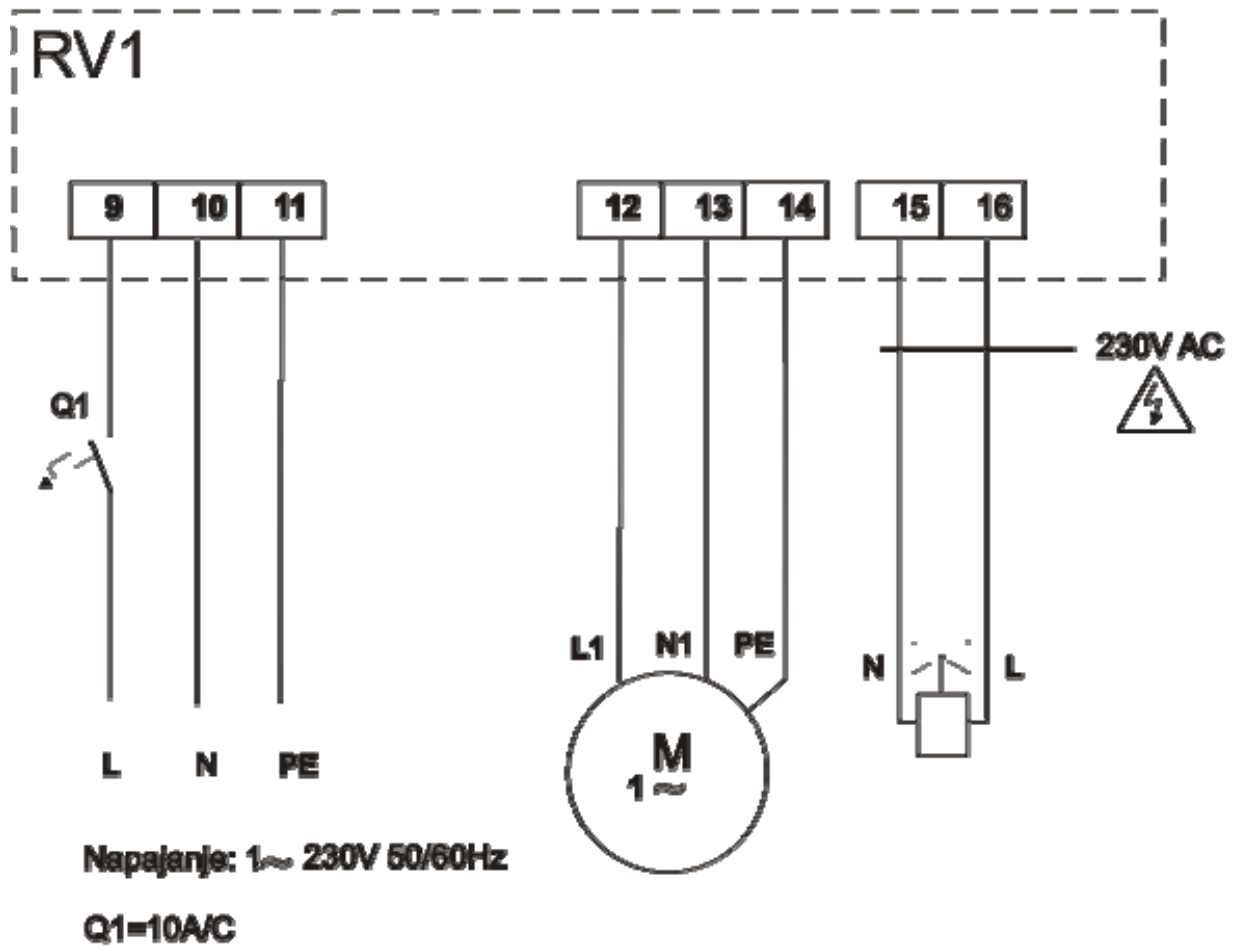 RV1
9 10 11 12 13 14 15 16
230V AC
Q1
L1 N1 PE N L
L N PE
M
1~
Napajanje: 1~ 230V 50/60Hz
Q1=10A/C